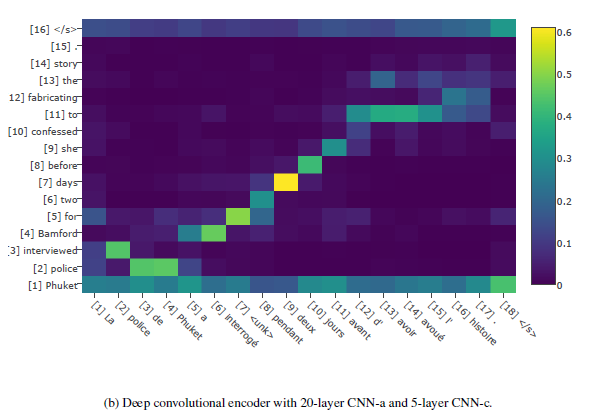 [16] </s>
[15] .
[14] story
[13] the
12] fabricating
[11] to
[10] confessed
[9] she
[8] before
[7] days
[6] two
[5] for
[4] Bamford
[3] interviewed
[2] police
[1] Phuket
0.6
0.5
0.4
0.3
0.2
0.1
0
[1] La
[2] police
[3] de
[4] Phuket
[5] a
[6] interrogé
[7] <unk>
[8] pendant
[9] deux
[10] jours
[11] avant
[12] d'
[13] avoir
[14] avoué
[15] l'
[16] histoire
[17] .
[18] </s>
(b) Deep convolutional encoder with 20-layer CNN-a and 5-layer CNN-c.